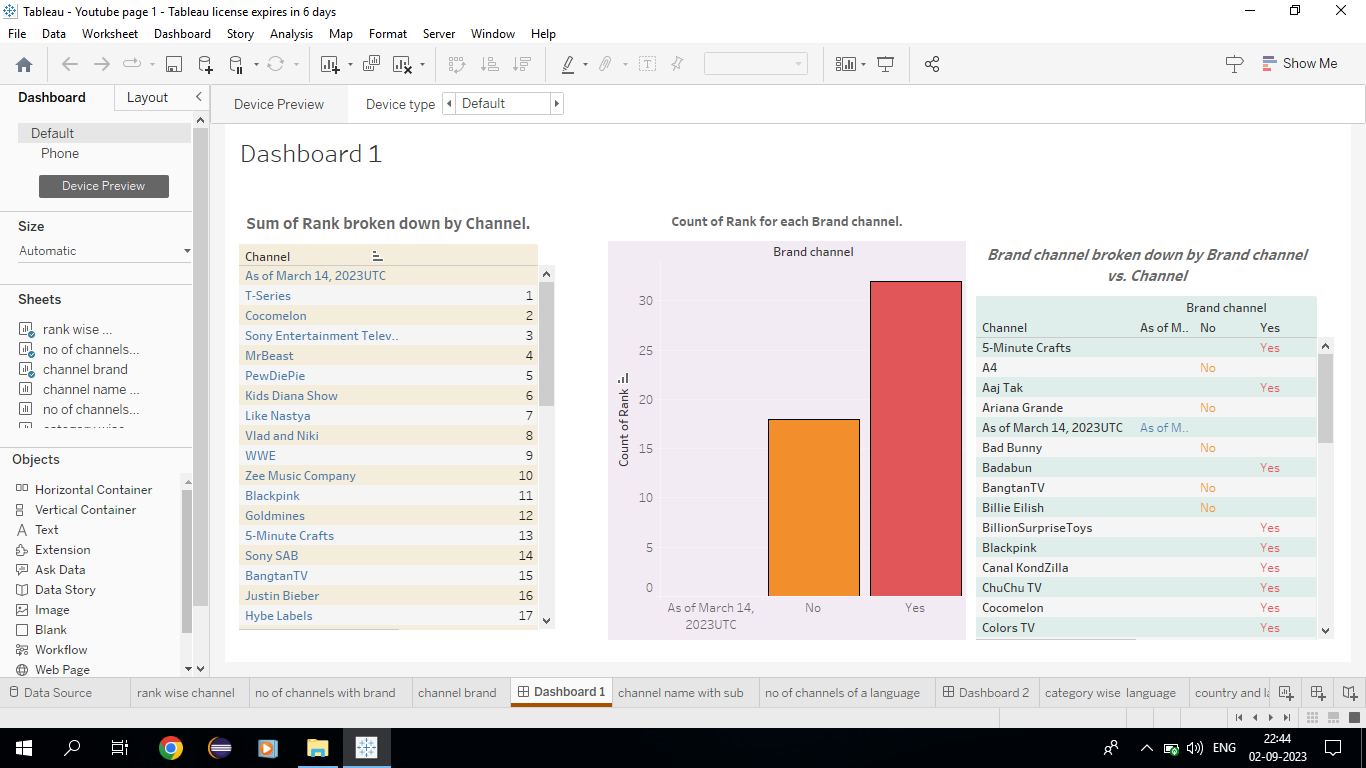 Tableau - Youtube page 1 - Tableau license expires in 6 days
File Data Worksheet Dashboard Story Analysis Map Format Server Window Help
Show Me
Dashboard Layout
Device Preview Device type Default
Default
Phone
Device Preview
Size
Automatic
Sheets
rank wise ...
no of channels...
channel brand
channel name ...
no of channels...
Objects
Horizontal Container
Vertical Container
Text
Extension
Ask Data
Data Story
Image
Blank
Workflow
Web Page
Dashboard 1
Sum of Rank broken down by Channel.
Channel
As of March 14, 2023UTC
T-Series 1
Cocomelon 2
Sony Entertainment Telev.. 3
MrBeast 4
PewDiePie 5
Kids Diana Show 6
Like Nastya 7
Vlad and Niki 8
WWE 9
Zee Music Company 10
Blackpink 11
Goldmines 12
5-Minute Crafts 13
Sony SAB 14
BangtanTV 15
Justin Bieber 16
Hybe Labels 17
Count of Rank for each Brand channel.
Brand channel
Count of Rank
30
25
20
15
10
5
0
As of March 14,
2023UTC
No
Yes
Brand channel broken down by Brand channel
vs. Channel
Brand channel
Channel As of M.. No Yes
5-Minute Crafts Yes
A4 No
Aaj Tak Yes
Ariana Grande No
As of March 14, 2023UTC As of M..
Bad Bunny No
Badabun Yes
BangtanTV No
Billie Eilish No
BillionSurpriseToys Yes
Blackpink Yes
Canal KondZilla Yes
ChuChu TV Yes
Cocomelon Yes
Colors TV Yes
Data Source rank wise channel no of channels with brand channel brand Dashboard 1 channel name with sub no of channels of a language Dashboard 2 category wise language country and la
ENG
22:44
02-09-2023